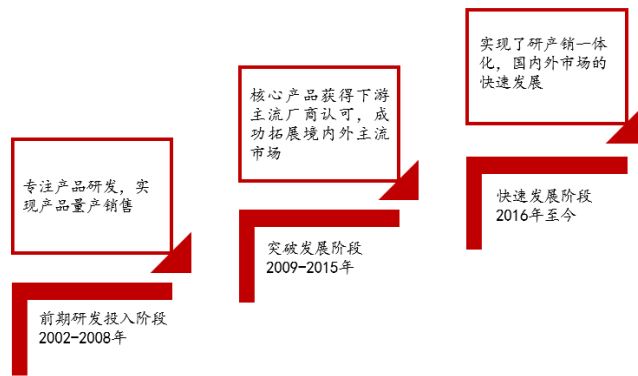 专注产品研发，实
现产品量产销售
前期研发投入阶段
2002-2008年
核心产品获得下游
主流厂商认可，成
功拓展境内外主流
市场
突破发展阶段
2009-2015年
实现了研产销一体
化，国内外市场的
快速发展
快速发展阶段
2016年至今